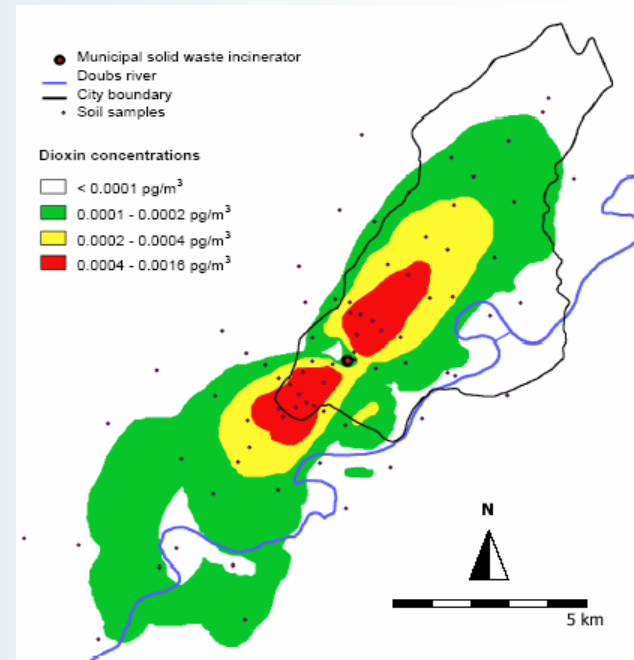 Municipal solid waste incinerator
Doubs river
City boundary
Soil samples
Dioxin concentrations
< 0.0001 pg/m³
0.0001 - 0.0002 pg/m³
0.0002 - 0.0004 pg/m³
0.0004 - 0.0016 pg/m³
N
5 km